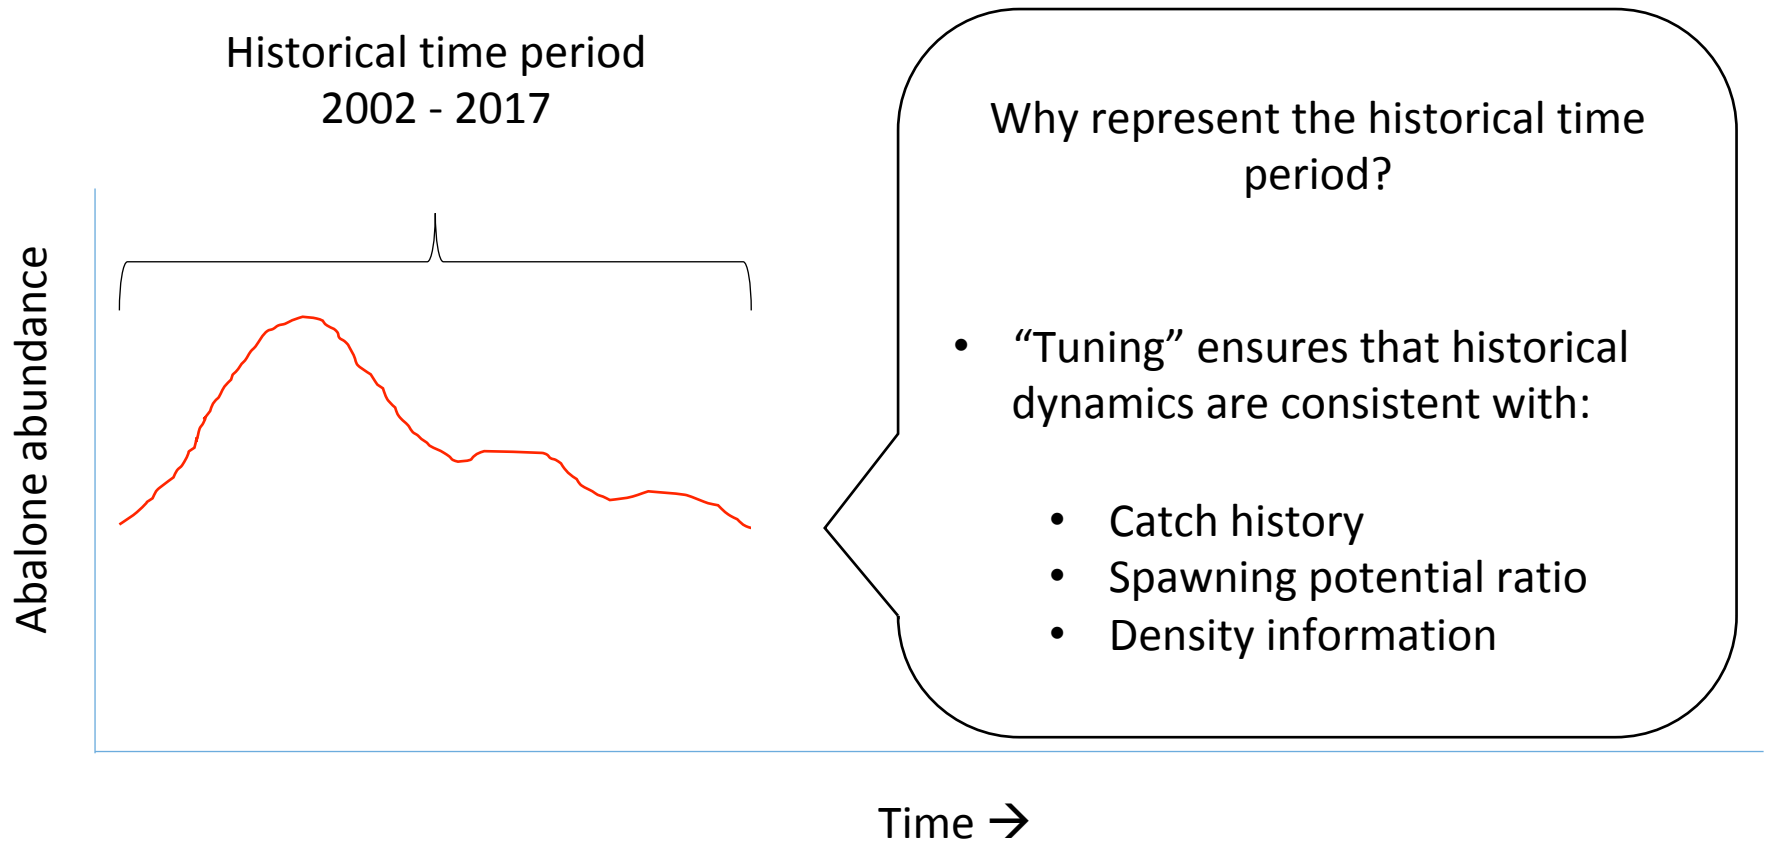 Historical time period
2002 - 2017
Abalone abundance
Why represent the historical time
period?
• “Tuning” ensures that historical
dynamics are consistent with:
• Catch history
• Spawning potential ratio
• Density information
Time →